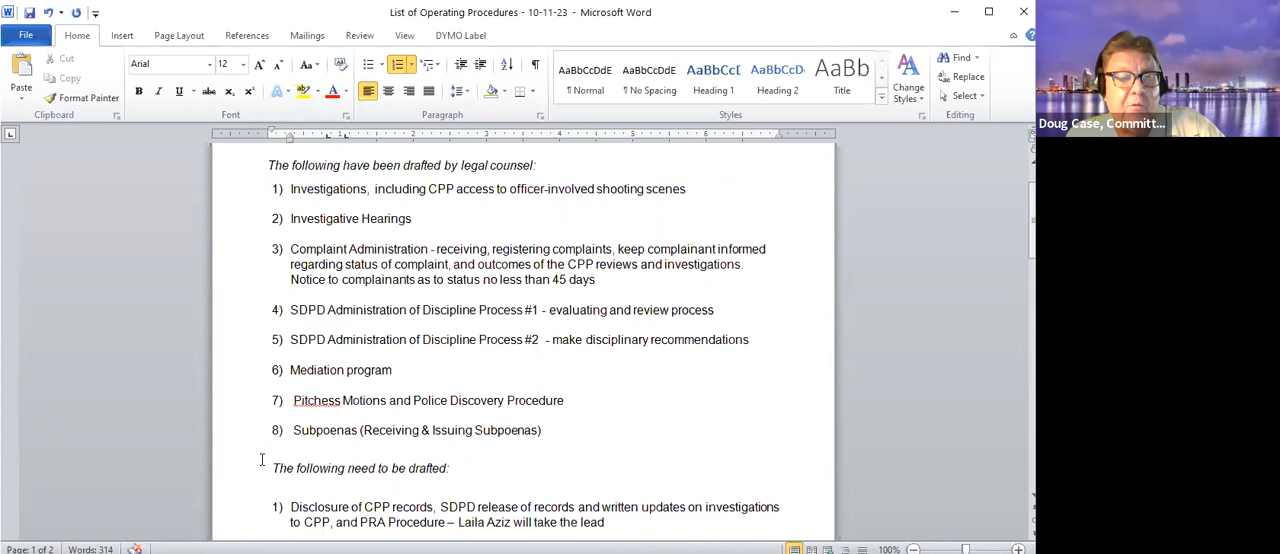 List of Operating Procedures - 10-11-23 - Microsoft Word
File Home Insert Page Layout References Mailings Review View DYMO Label
Paste
Cut
Copy
Format Painter
Clipboard
Arial 12
Font
Paragraph
AaBbCcDdE AaBbCcDdE AaBbC AaBbCcD AaBb
¶ Normal ¶ No Spacing Heading 1 Heading 2 Title
Styles
Change
Styles
Find
Replace
Select
Editing
Doug Case, Committ...
The following have been drafted by legal counsel:
1) Investigations, including CPP access to officer-involved shooting scenes
2) Investigative Hearings
3) Complaint Administration - receiving, registering complaints, keep complainant informed
regarding status of complaint, and outcomes of the CPP reviews and investigations.
Notice to complainants as to status no less than 45 days
4) SDPD Administration of Discipline Process #1 - evaluating and review process
5) SDPD Administration of Discipline Process #2 - make disciplinary recommendations
6) Mediation program
7) Pitchess Motions and Police Discovery Procedure
8) Subpoenas (Receiving & Issuing Subpoenas)
The following need to be drafted:
1) Disclosure of CPP records, SDPD release of records and written updates on investigations
to CPP, and PRA Procedure – Laila Aziz will take the lead
Page: 1 of 2 Words: 314 100%